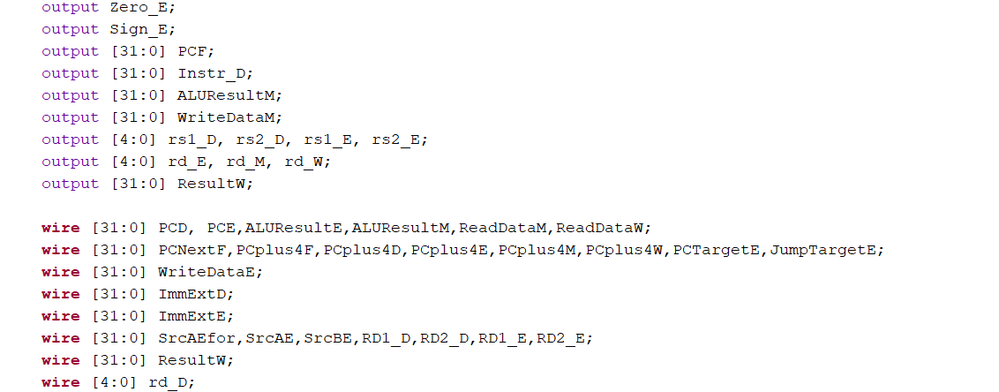 output Zero_E;
output Sign_E;
output [31:0] PCF;
output [31:0] Instr_D;
output [31:0] ALUResultM;
output [31:0] WriteDataM;
output [4:0] rs1_D, rs2_D, rs1_E, rs2_E;
output [4:0] rd_E, rd_M, rd_W;
output [31:0] ResultW;
wire [31:0] PCD, PCE,ALUResultE,ALUResultM,ReadDataM,ReadDataW;
wire [31:0] PCNextF,PCplus4F,PCplus4D,PCplus4E,PCplus4M,PCplus4W,PCTargetE,JumpTargetE;
wire [31:0] WriteDataE;
wire [31:0] ImmExtD;
wire [31:0] ImmExtE;
wire [31:0] SrcAEfor,SrcAE,SrcBE,RD1_D,RD2_D,RD1_E,RD2_E;
wire [31:0] ResultW;
wire [4:0] rd_D;